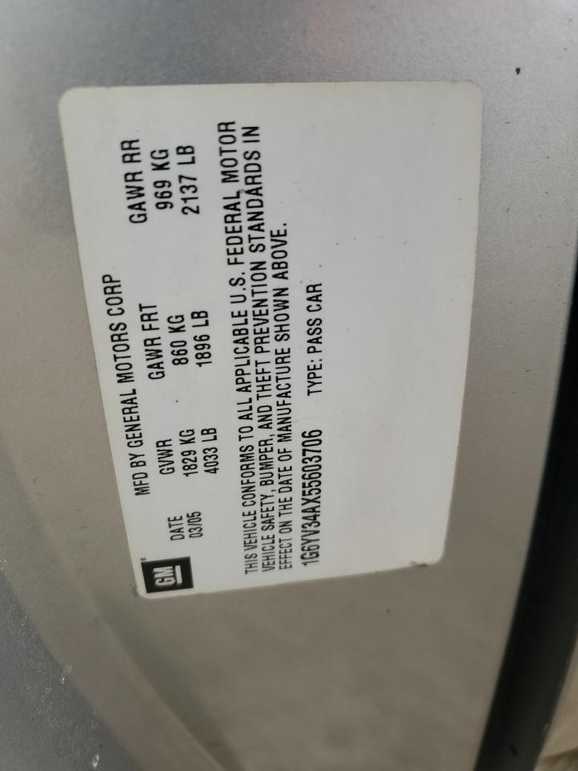 GM
MFD BY GENERAL MOTORS CORP
DATE GVWR GAWR FRT GAWR RR
03/05 1829 KG 860 KG 969 KG
4033 LB 1896 LB 2137 LB
THIS VEHICLE CONFORMS TO ALL APPLICABLE U.S. FEDERAL MOTOR
VEHICLE SAFETY, BUMPER, AND THEFT PREVENTION STANDARDS IN
EFFECT ON THE DATE OF MANUFACTURE SHOWN ABOVE.
1G6YV34AX55603706 TYPE: PASS CAR